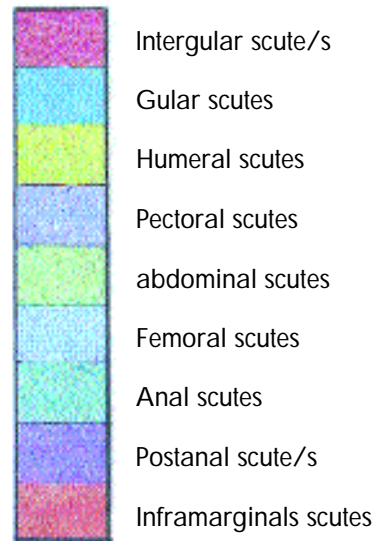 Intergular scute/s
Gular scutes
Humeral scutes
Pectoral scutes
abdominal scutes
Femoral scutes
Anal scutes
Postanal scute/s
Inframarginals scutes